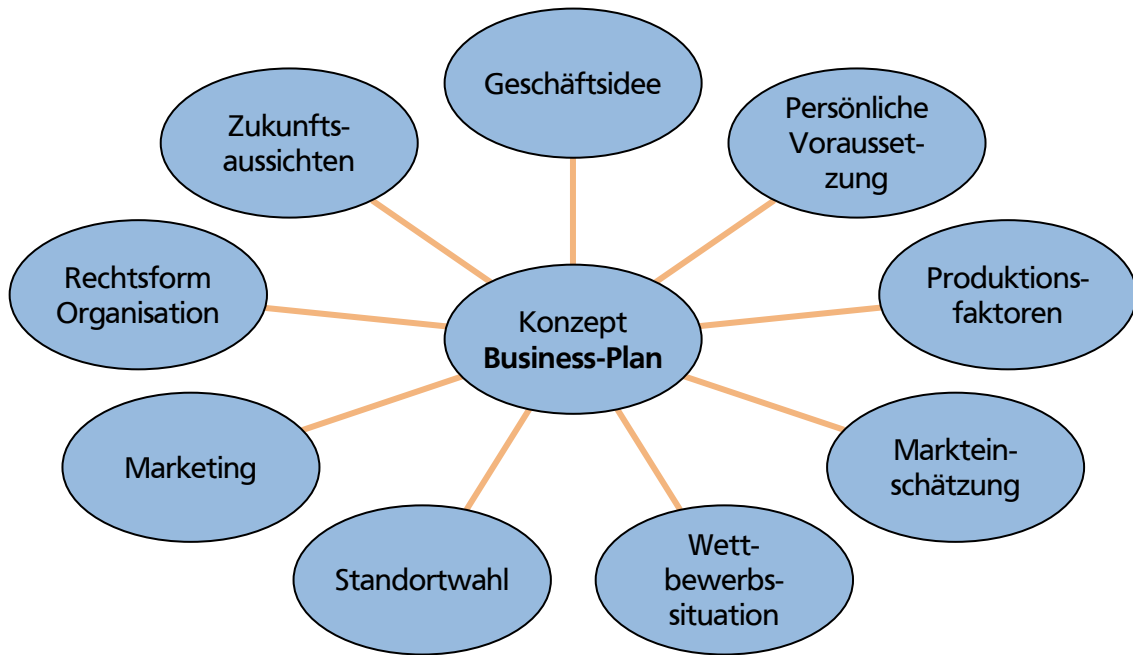 Geschäftsidee
Persönliche
Vorausset-
zung
Zukunfts-
aussichten
Rechtsform
Organisation
Produktions-
faktoren
Konzept
Business-Plan
Marketing
Marktein-
schätzung
Standortwahl
Wett-
bewerbs-
situation